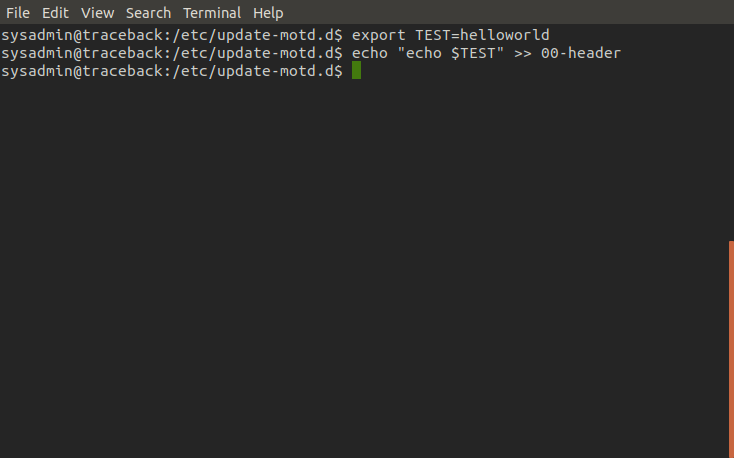 File Edit View Search Terminal Help
sysadmin@traceback:/etc/update-motd.d$ export TEST=helloworld
sysadmin@traceback:/etc/update-motd.d$ echo "echo $TEST" >> 00-header
sysadmin@traceback:/etc/update-motd.d$